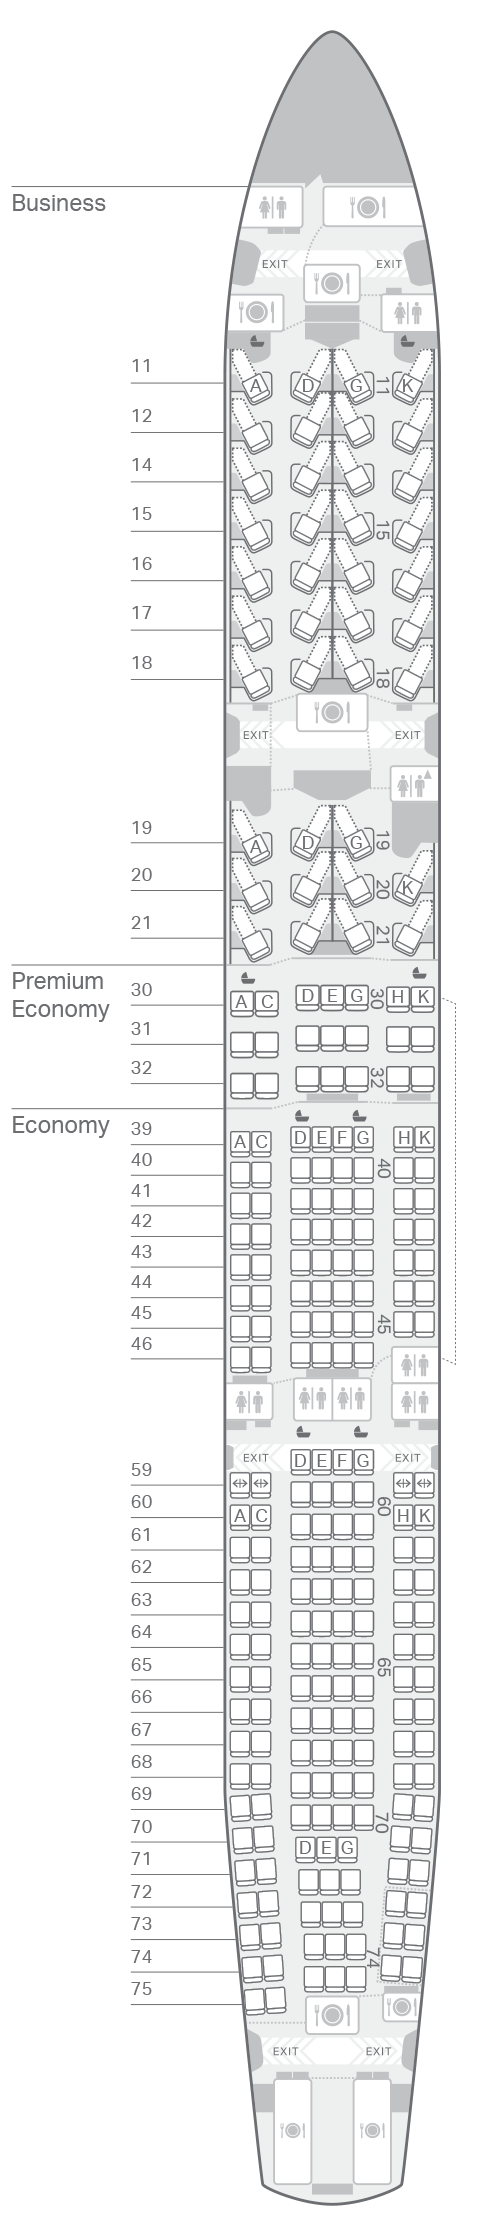 Business
EXIT EXIT
11 A D G 11 K
12
14
15 15
16
17
18 18
EXIT EXIT
19 A D G 19
20 20 K
21 21
Premium
Economy
30 A C D E G 30 H K
31
32 32
Economy
39 A C D E F G H K
40 40
41
42
43
44
45 45
46
EXIT D E F G EXIT
59
60 A C 60 H K
61
62
63
64
65 65
66
67
68
69
70 70
D E G
71
72
73
74 74
75
EXIT EXIT